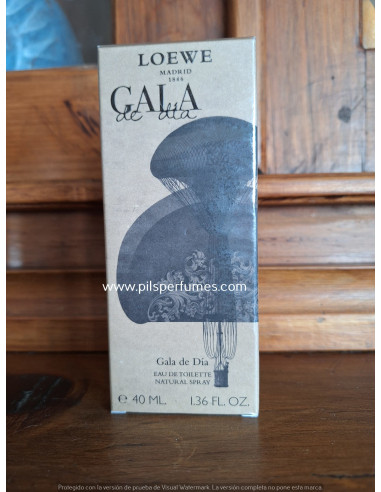 LOEWE
MADRID
1846
GALA
de día
www.pilsperfumes.com
Gala de Día
EAU DE TOILETTE
NATURAL SPRAY
e 40 ML. 1.36 FL. OZ.
Protegido con la versión de prueba de Visual Watermark. La versión completa no pone esta marca.